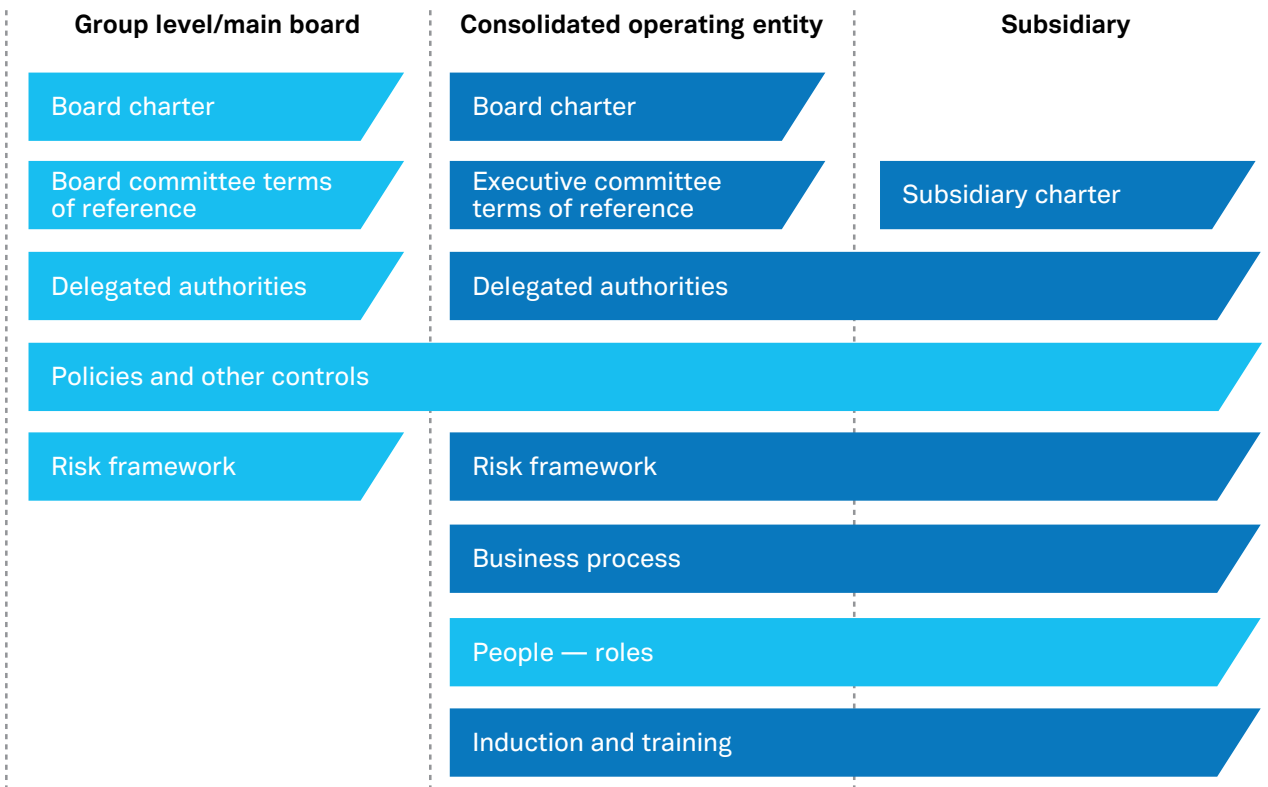 Group level/main board
Consolidated operating entity
Subsidiary
Board charter
Board charter
Board committee terms
of reference
Executive committee
terms of reference
Subsidiary charter
Delegated authorities
Delegated authorities
Policies and other controls
Risk framework
Risk framework
Business process
People — roles
Induction and training